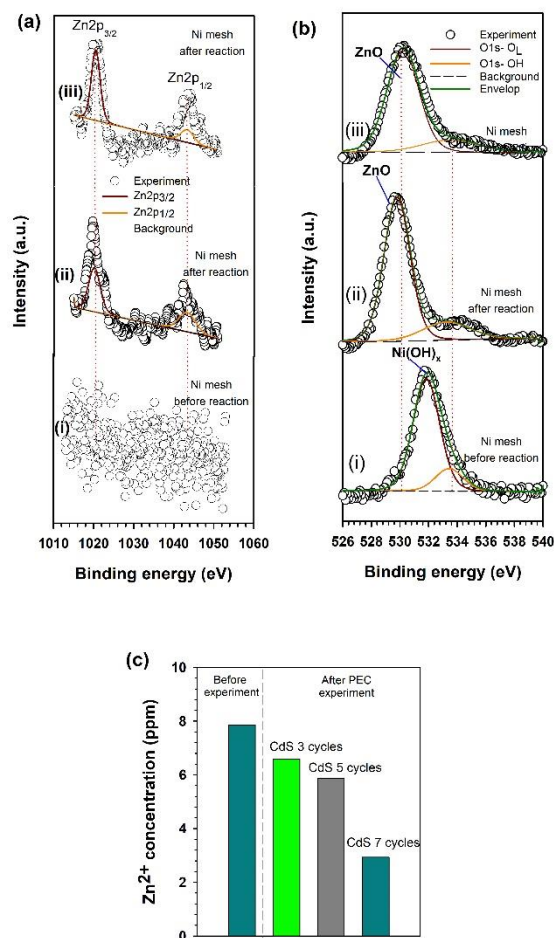 (a)
Zn2p3/2
Ni mesh
after reaction
Zn2p1/2
(iii)
Experiment
Zn2p3/2
Zn2p1/2
Background
(ii)
Ni mesh
after reaction
Ni mesh
before reaction
(i)
Intensity (a.u.)
1010 1020 1030 1040 1050 1060
Binding energy (eV)
(b)
ZnO
Experiment
O1s- OL
O1s- OH
Background
Envelop
(iii)
Ni mesh
ZnO
(ii)
Ni mesh
after reaction
Ni(OH)x
Ni mesh
before reaction
(i)
Intensity (a.u.)
526 528 530 532 534 536 538 540
Binding energy (eV)
(c)
10
8
6
4
2
0
Zn2+ concentration (ppm)
Before
experiment
After PEC
experiment
CdS 3 cycles
CdS 5 cycles
CdS 7 cycles